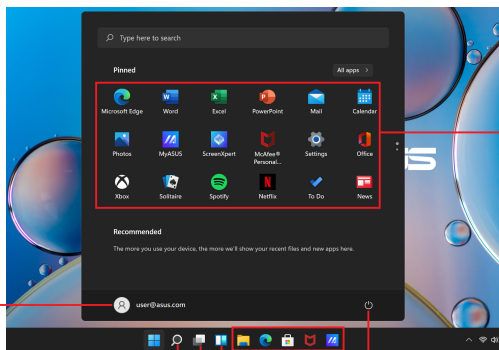 Type here to search
Pinned
All apps >
Microsoft Edge
Word
Excel
PowerPoint
Mail
Calendar
Photos
MyASUS
ScreenXpert
McAfee®
Personal...
Settings
Office
Xbox
Solitaire
Spotify
Netflix
To Do
News
Recommended
The more you use your device, the more we'll show your recent files and new apps here.
user@asus.com